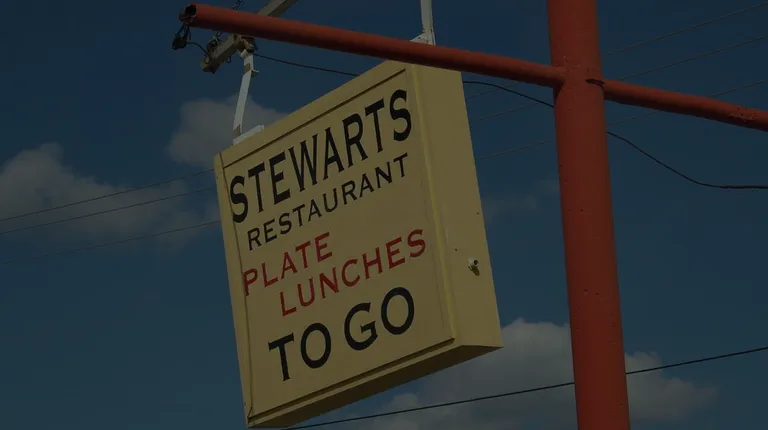 STEWARTS
RESTAURANT
PLATE
LUNCHES
TO GO